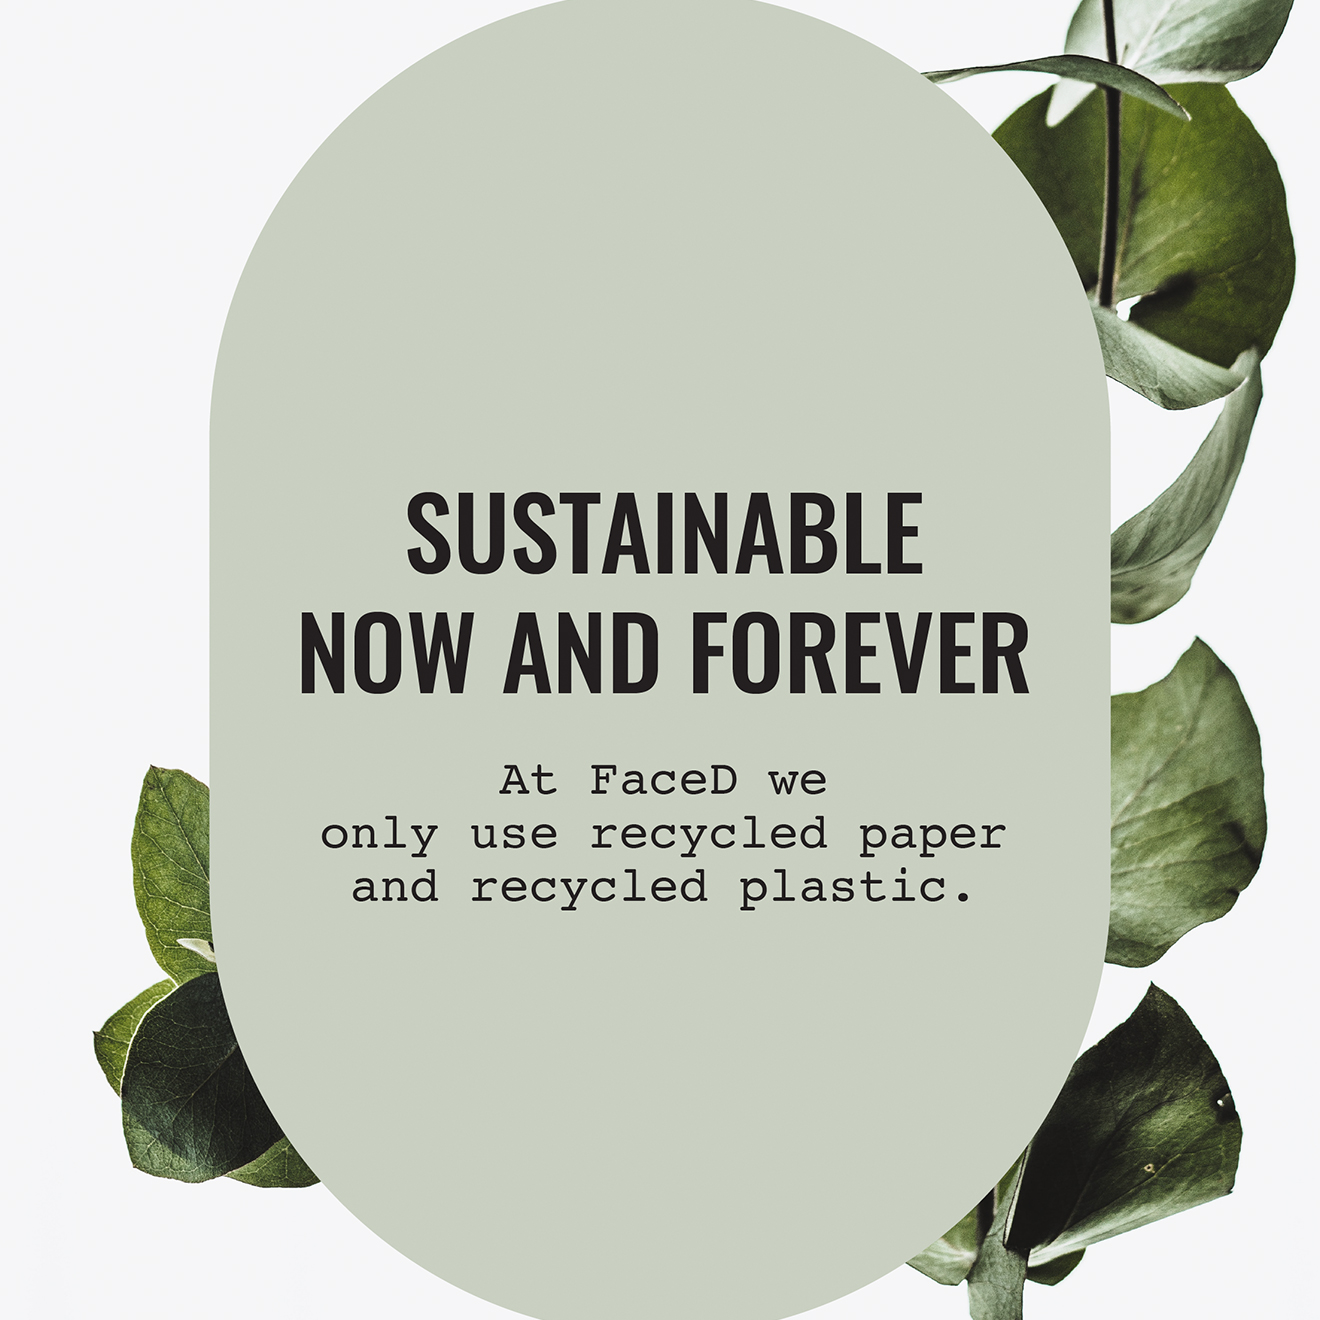 SUSTAINABLE
NOW AND FOREVER
At FaceD we
only use recycled paper
and recycled plastic.